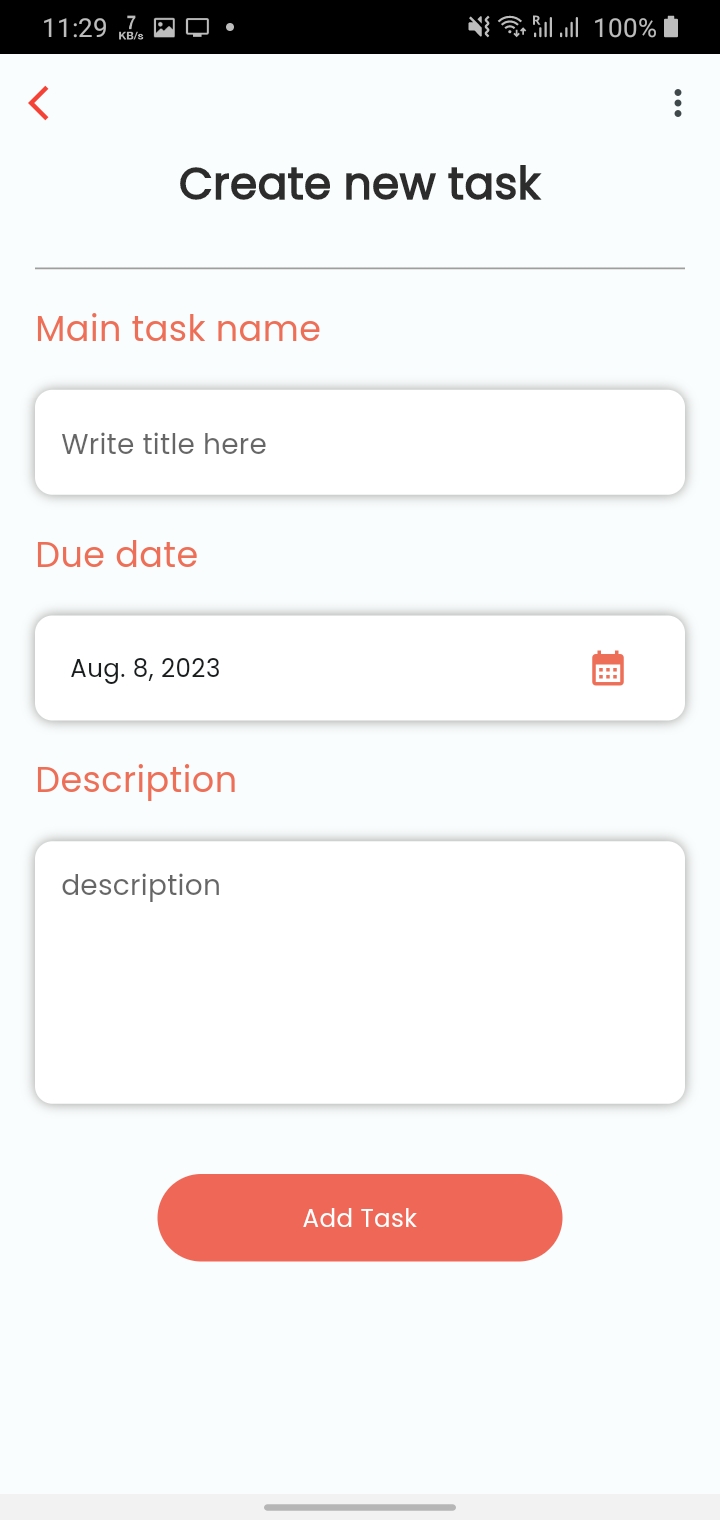 11:29 7 KB/s R 100%
Create new task
Main task name
Write title here
Due date
Aug. 8, 2023
Description
description
Add Task